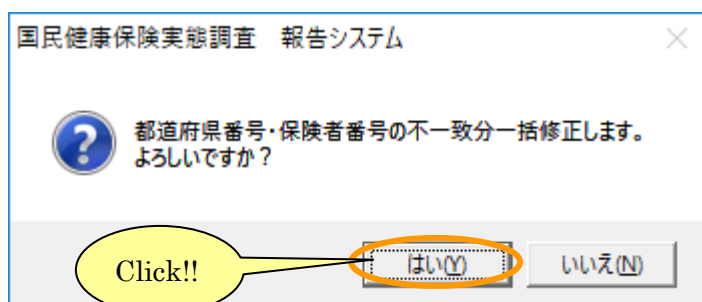 国民健康保険実態調査　報告システム
都道府県番号・保険者番号の不一致分一括修正します。
よろしいですか？
Click!!
はい(Y)
いいえ(N)